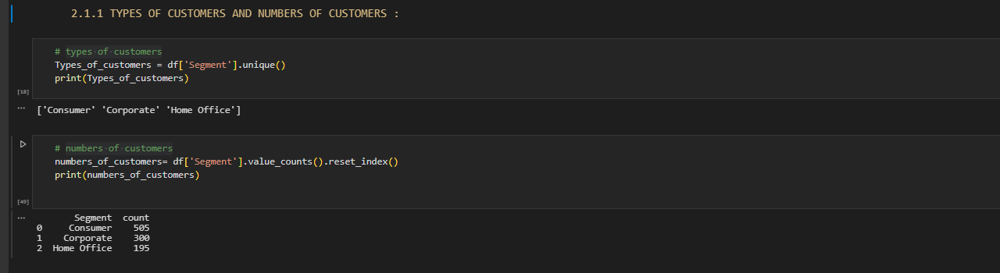 2.1.1 TYPES OF CUSTOMERS AND NUMBERS OF CUSTOMERS :
# types of customers
Types_of_customers = df['Segment'].unique()
print(Types_of_customers)
[18]
... ['Consumer' 'Corporate' 'Home Office']
# numbers of customers
numbers_of_customers= df['Segment'].value_counts().reset_index()
print(numbers_of_customers)
[49]
... Segment count
0 Consumer 505
1 Corporate 300
2 Home Office 195